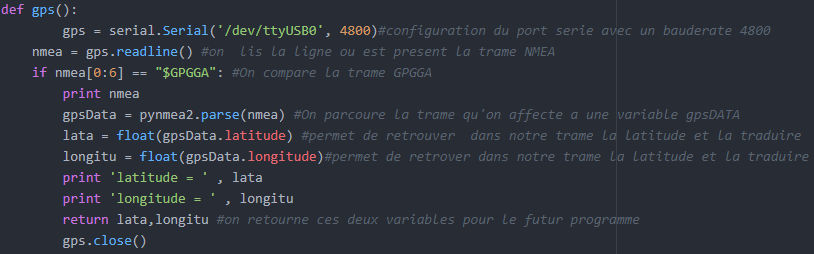 def gps():
        gps = serial.Serial('/dev/ttyUSB0', 4800)#configuration du port serie avec un bauderate 4800
    nmea = gps.readline() #on  lis la ligne ou est present la trame NMEA
    if nmea[0:6] == "$GPGGA": #On compare la trame GPGGA
        print nmea
        gpsData = pynmea2.parse(nmea) #On parcoure la trame qu'on affecte a une variable gpsDATA
        lata = float(gpsData.latitude) #permet de retrouver  dans notre trame la latitude et la traduire
        longitu = float(gpsData.longitude)#permet de retrover dans notre trame la latitude et la traduire
        print 'latitude = ' , lata
        print 'longitude = ' , longitu
        return lata,longitu #on retourne ces deux variables pour le futur programme
        gps.close()